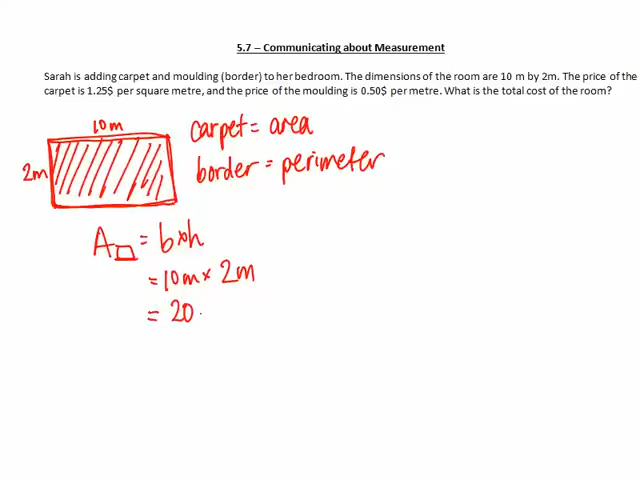 5.7 – Communicating about Measurement
Sarah is adding carpet and moulding (border) to her bedroom. The dimensions of the room are 10 m by 2m. The price of the
carpet is 1.25$ per square metre, and the price of the moulding is 0.50$ per metre. What is the total cost of the room?
10m
carpet = area
2m
border = perimeter
A▭ = b×h
= 10m × 2m
= 20